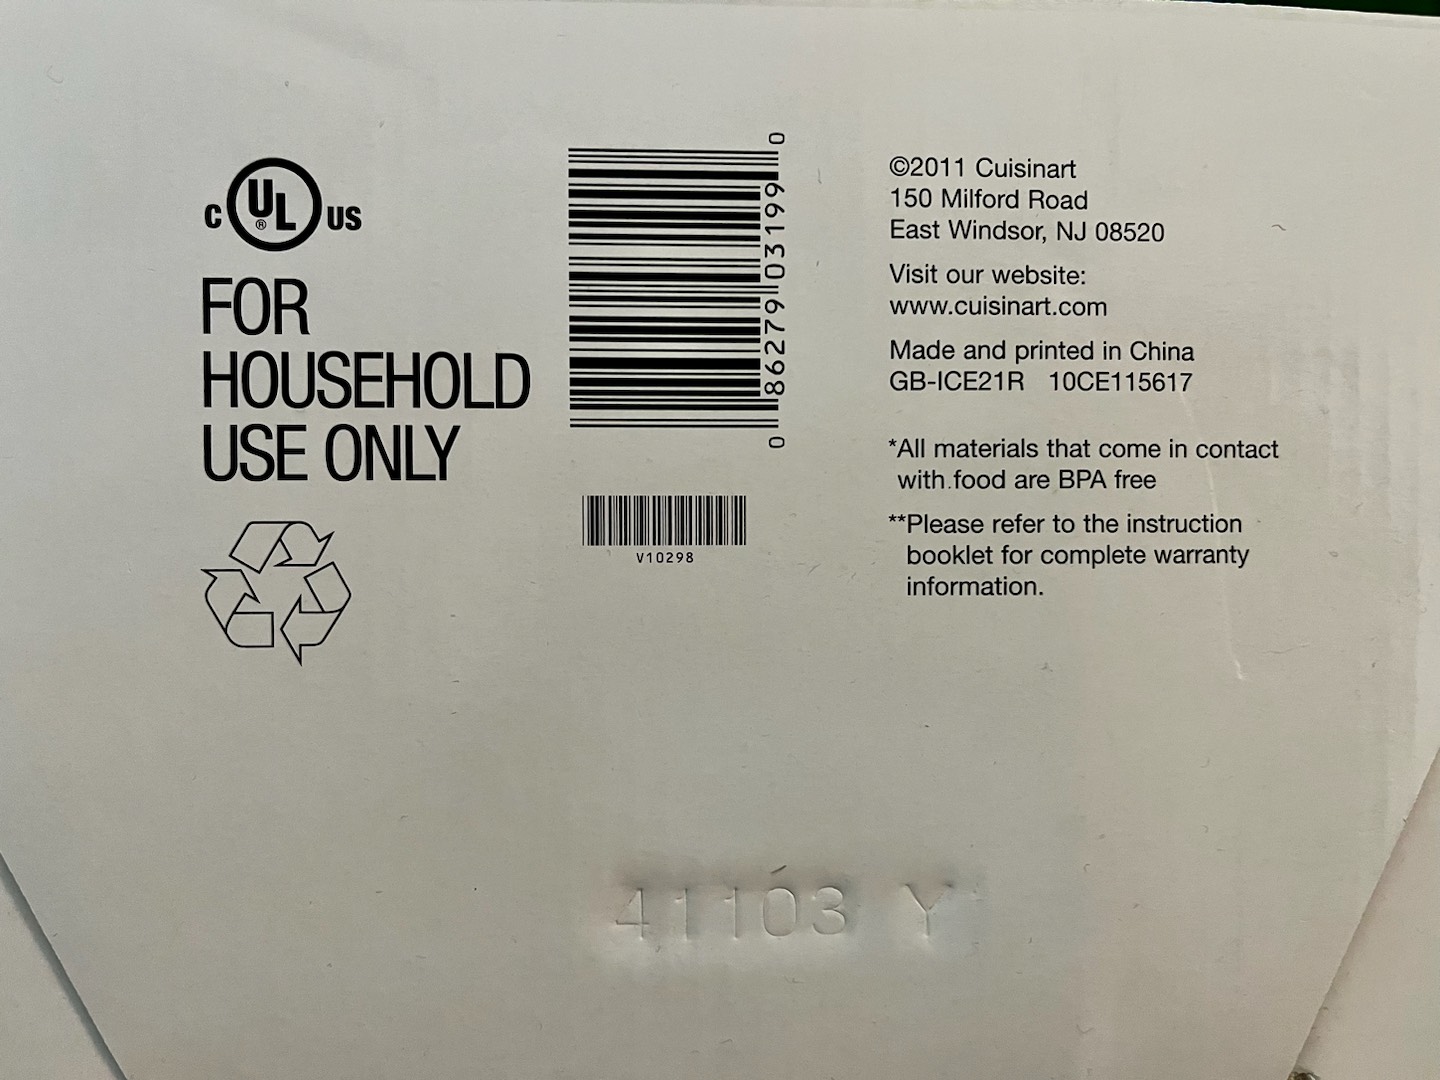 C UL ® US
FOR
HOUSEHOLD
USE ONLY
0 86279 03199 0
V10298
©2011 Cuisinart
150 Milford Road
East Windsor, NJ 08520
Visit our website:
www.cuisinart.com
Made and printed in China
GB-ICE21R 10CE115617
*All materials that come in contact
with food are BPA free
**Please refer to the instruction
booklet for complete warranty
information.
41103 Y